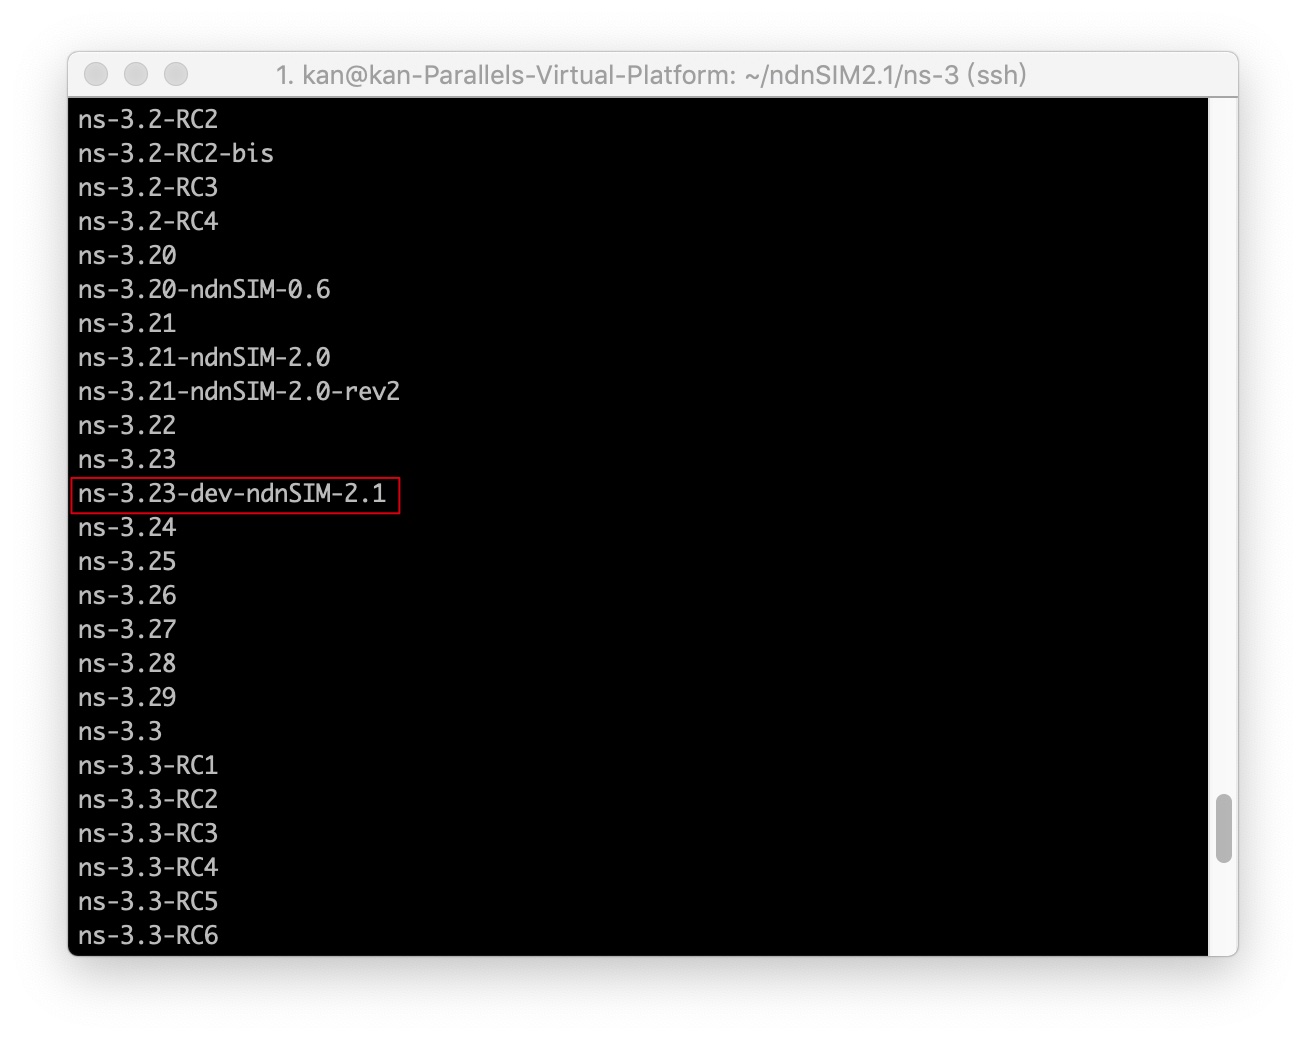 1. kan@kan-Parallels-Virtual-Platform: ~/ndnSIM2.1/ns-3 (ssh)
ns-3.2-RC2
ns-3.2-RC2-bis
ns-3.2-RC3
ns-3.2-RC4
ns-3.20
ns-3.20-ndnSIM-0.6
ns-3.21
ns-3.21-ndnSIM-2.0
ns-3.21-ndnSIM-2.0-rev2
ns-3.22
ns-3.23
ns-3.23-dev-ndnSIM-2.1
ns-3.24
ns-3.25
ns-3.26
ns-3.27
ns-3.28
ns-3.29
ns-3.3
ns-3.3-RC1
ns-3.3-RC2
ns-3.3-RC3
ns-3.3-RC4
ns-3.3-RC5
ns-3.3-RC6